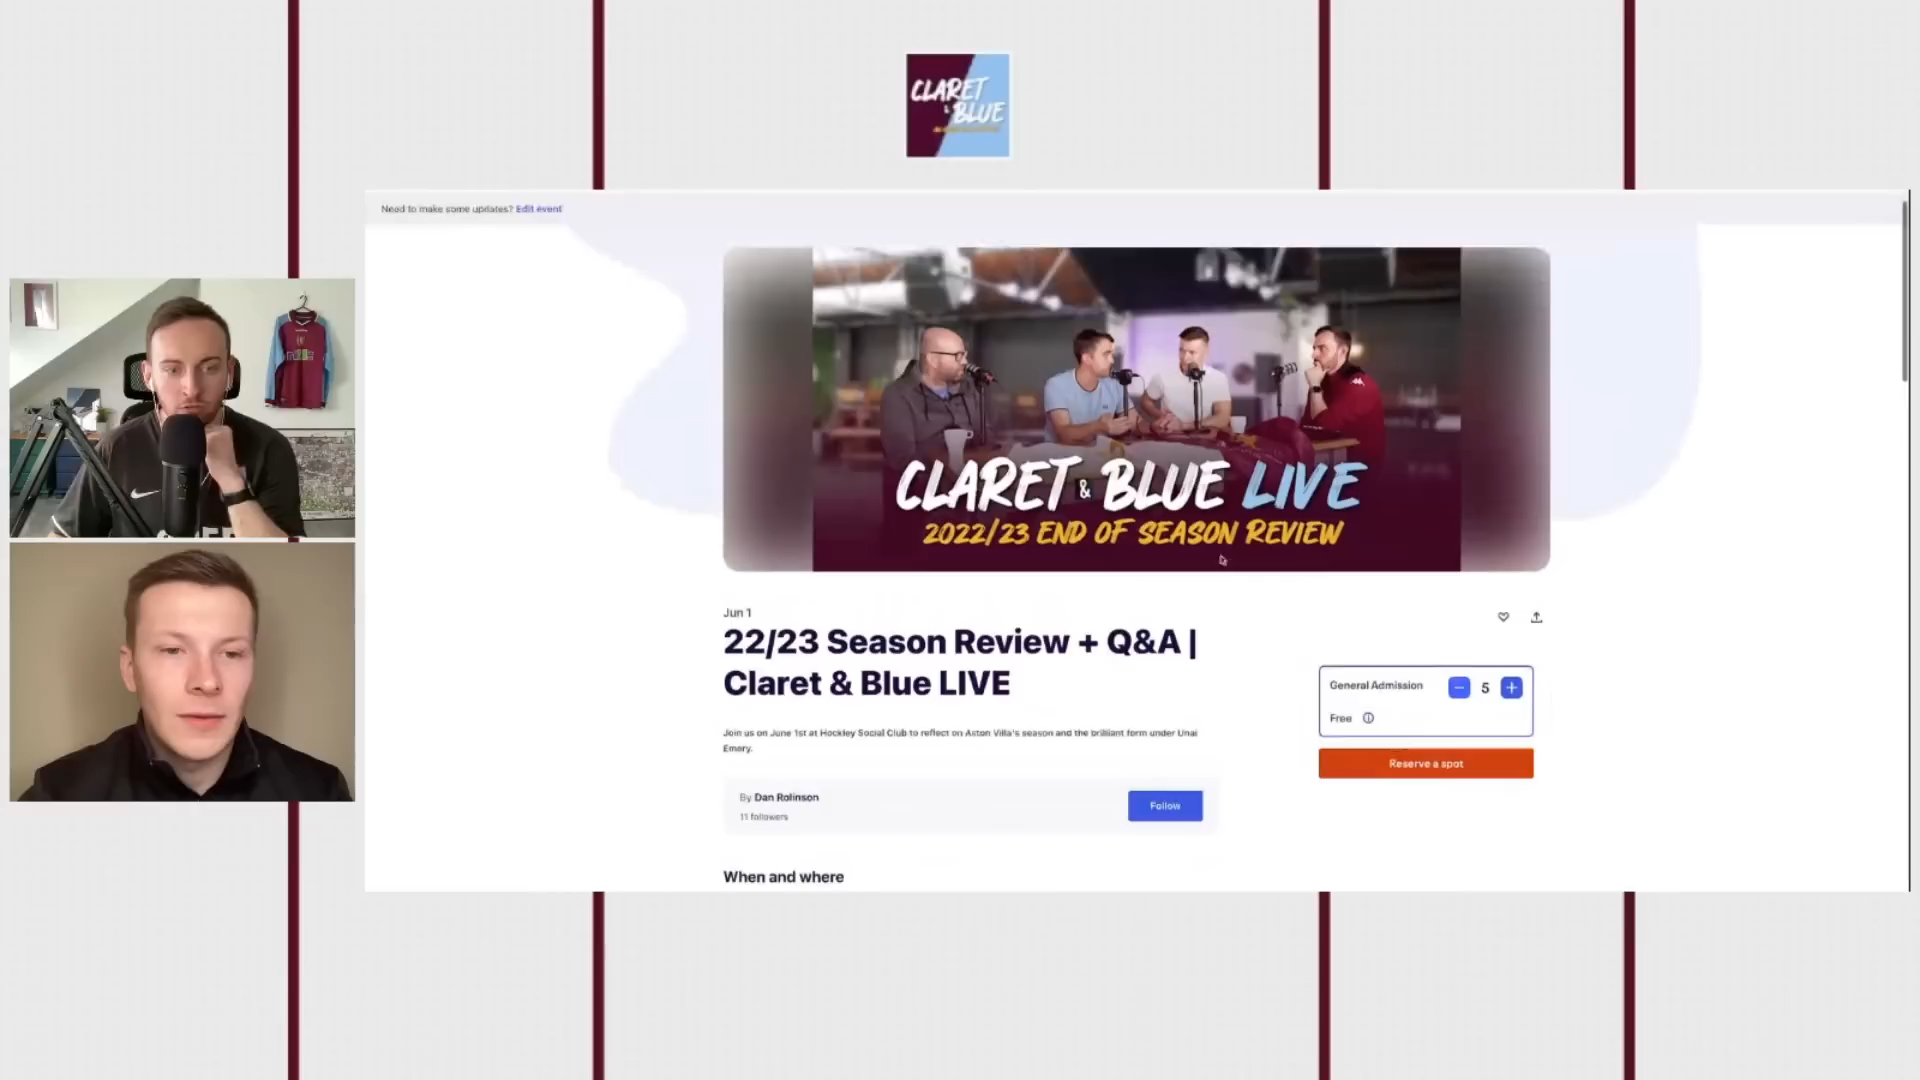 CLARET
& BLUE
Need to make some updates? Edit event
CLARET & BLUE LIVE
2022/23 END OF SEASON REVIEW
Jun 1
22/23 Season Review + Q&A |
Claret & Blue LIVE
Join us on June 1st at Hockley Social Club to reflect on Aston Villa's season and the brilliant form under Unai
Emery.
By Dan Rolinson
11 followers
Follow
When and where
General Admission
5
Free
Reserve a spot